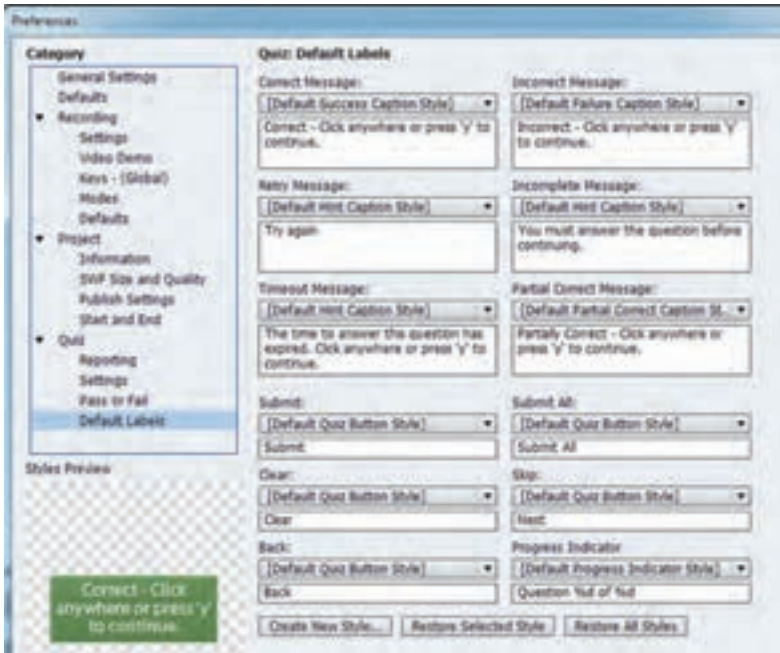 Preferences
Category
General Settings
Defaults
Recording
Settings
Video Demo
Keys - (Global)
Modes
Defaults
Project
Information
SWF Size and Quality
Publish Settings
Start and End
Quiz
Reporting
Settings
Pass or Fail
Default Labels
Styles Preview
Correct - Click
anywhere or press 'y'
to continue.
Quiz: Default Labels
Correct Message:
[Default Success Caption Style]
Correct - Click anywhere or press 'y' to
continue.
Incorrect Message:
[Default Failure Caption Style]
Incorrect - Click anywhere or press 'y'
to continue.
Retry Message:
[Default Hint Caption Style]
Try again
Incomplete Message:
[Default Hint Caption Style]
You must answer the question before
continuing.
Timeout Message:
[Default Hint Caption Style]
The time to answer this question has
expired. Click anywhere or press 'y' to
continue.
Partial Correct Message:
[Default Partial Correct Caption St...
Partially Correct - Click anywhere or
press 'y' to continue.
Submit:
[Default Quiz Button Style]
Submit
Submit All:
[Default Quiz Button Style]
Submit All
Clear:
[Default Quiz Button Style]
Clear
Skip:
[Default Quiz Button Style]
Next
Back:
[Default Quiz Button Style]
Back
Progress Indicator
[Default Progress Indicator Style]
Question %d of %d
Create New Style...
Restore Selected Style
Restore All Styles